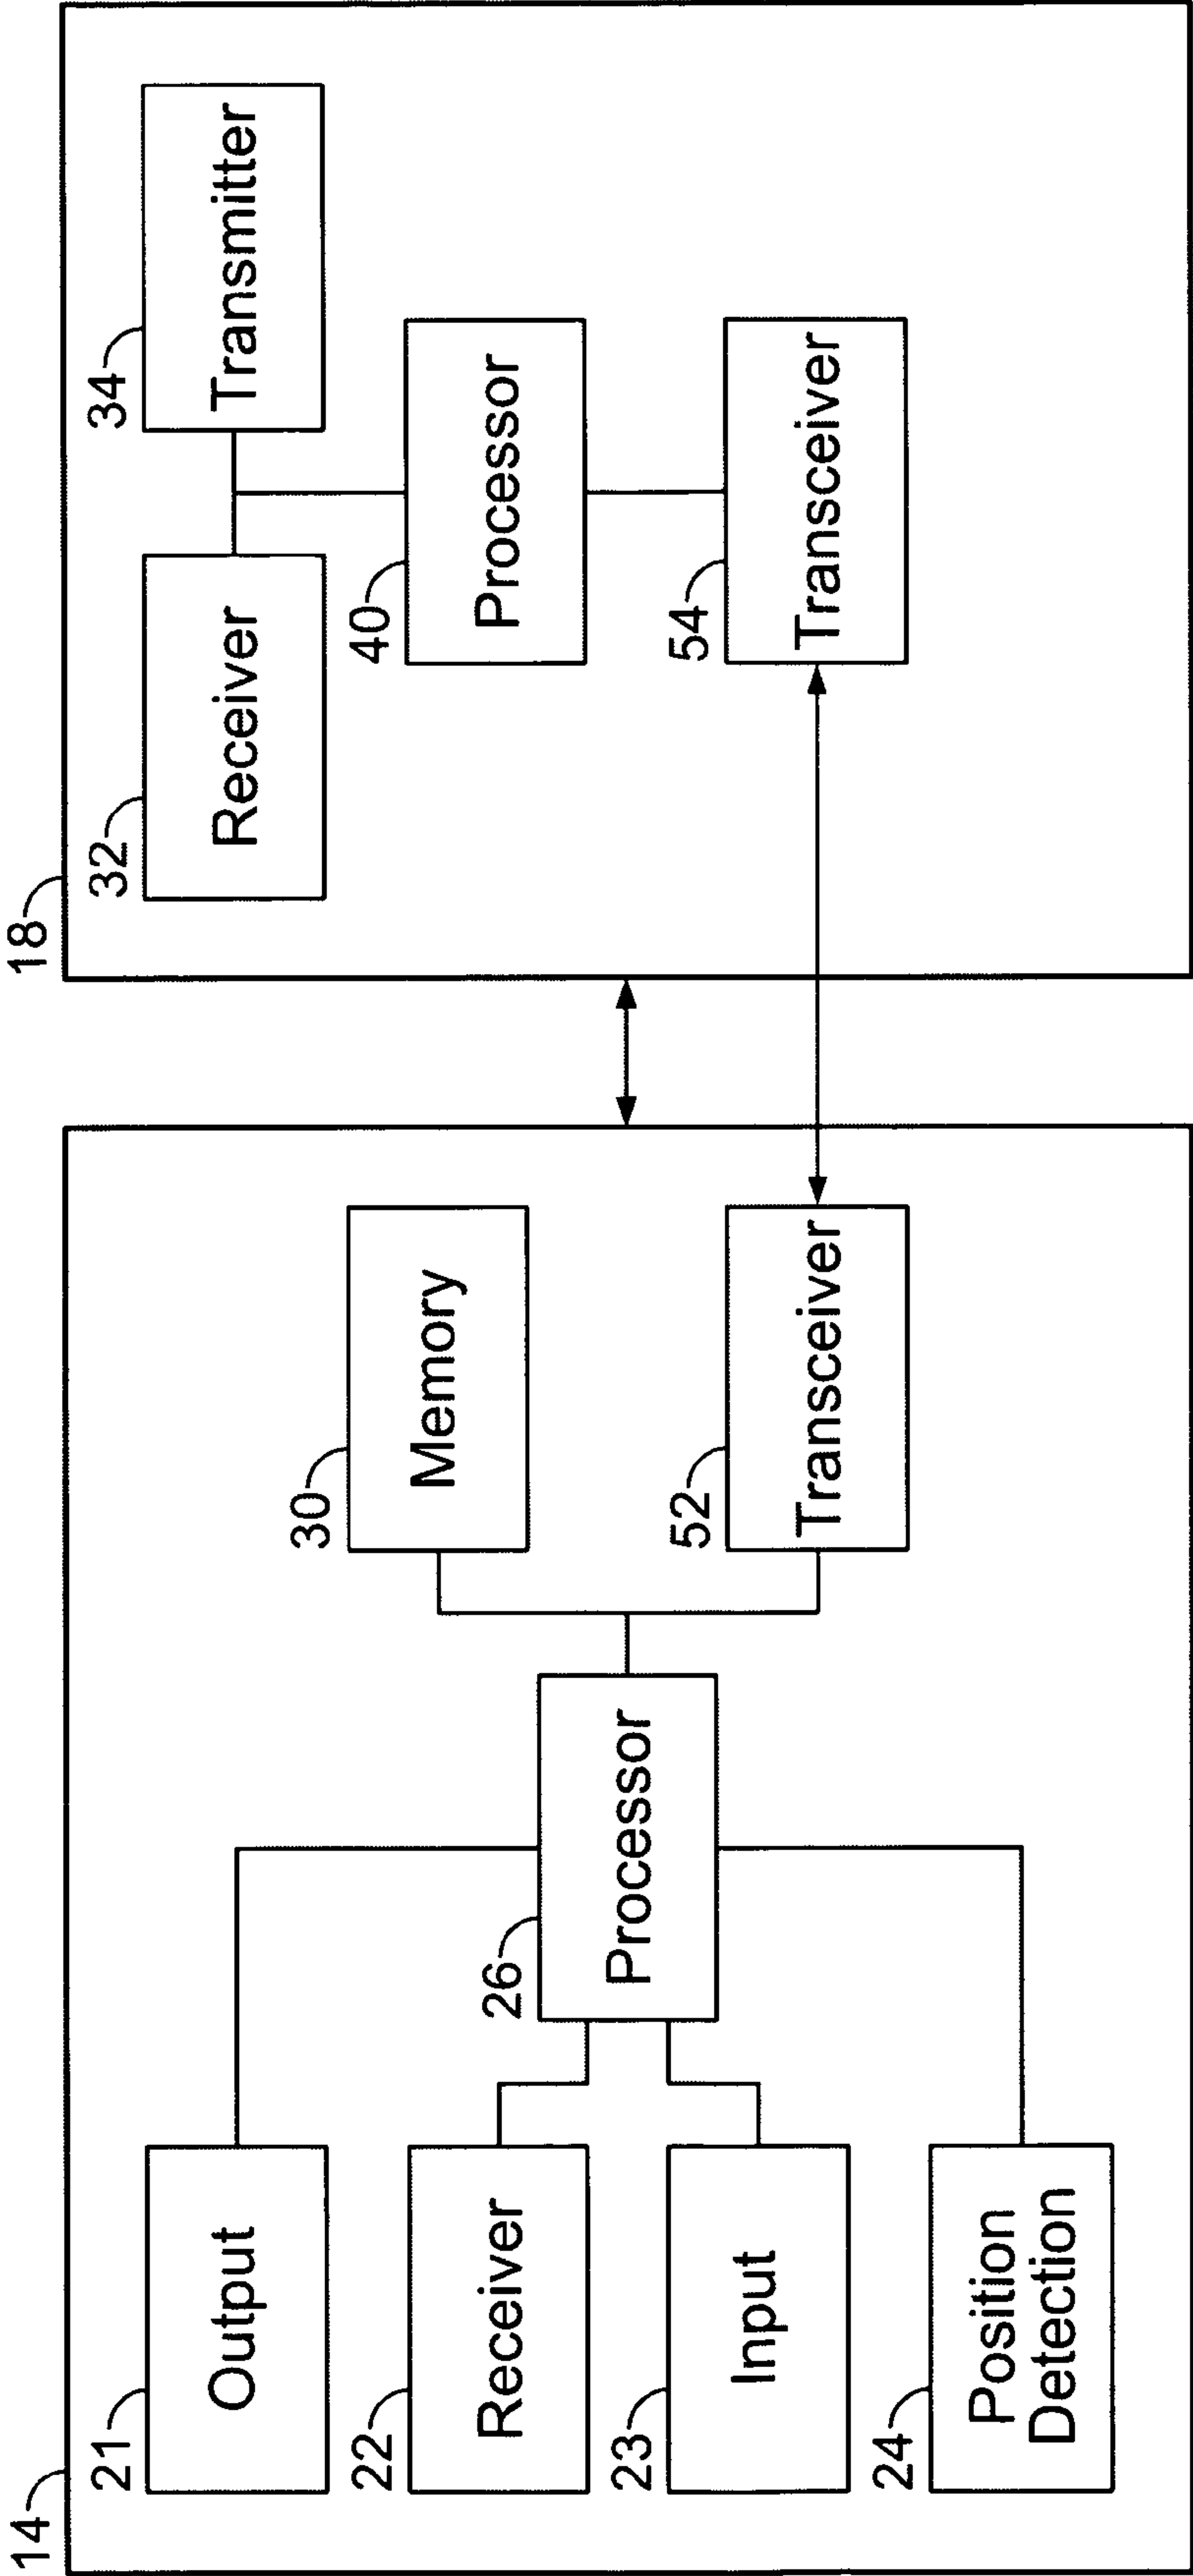 14
21
Output
22
Receiver
23
Input
24
Position
Detection
26
Processor
30
Memory
52
Transceiver
18
32
Receiver
34
Transmitter
40
Processor
54
Transceiver